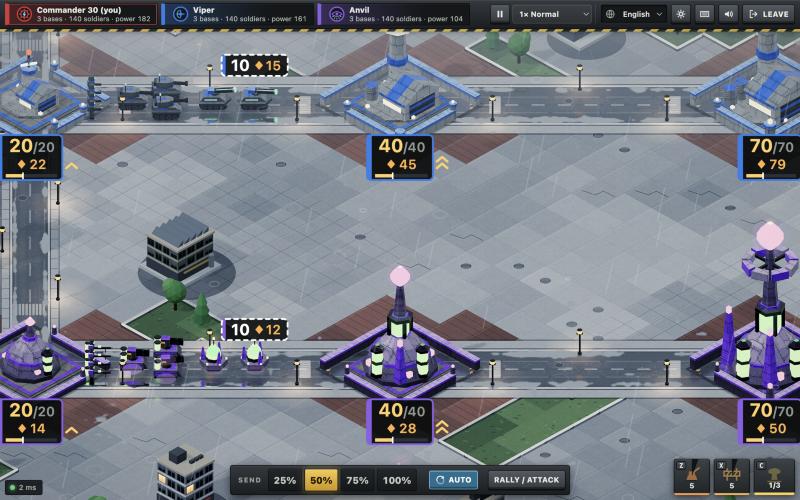 Commander 30 (you)
3 bases · 140 soldiers · power 182
Viper
3 bases · 140 soldiers · power 161
Anvil
3 bases · 140 soldiers · power 104
1× Normal
English
LEAVE
10 ♦15
20/20
♦ 22
40/40
♦ 45
70/70
♦ 79
10 ♦12
20/20
♦ 14
40/40
♦ 28
70/70
♦ 50
2 ms
SEND 25% 50% 75% 100% AUTO RALLY / ATTACK
Z 5
X 5
C 1/3